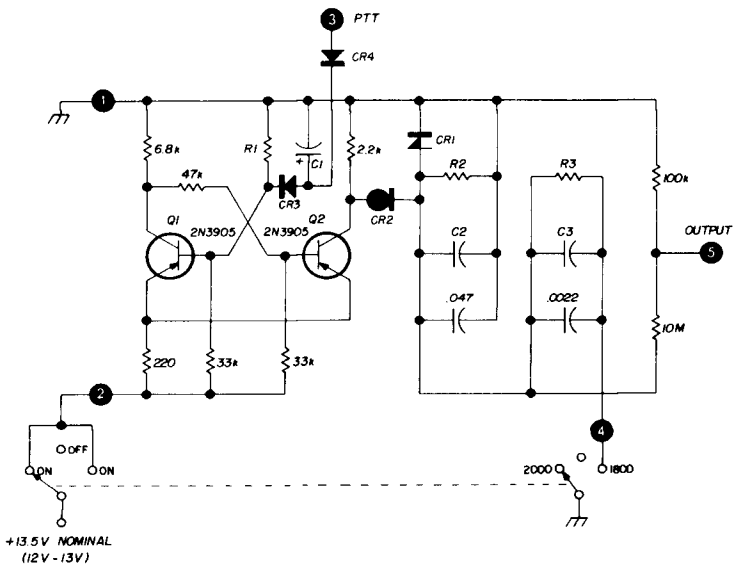 3 PTT
CR4
1
6.8k
R1
+ C1
2.2k
CR1
47k
R2
R3
100k
CR3
Q1
2N3905
2N3905
Q2
CR2
OUTPUT
C2
C3
5
.047
.0022
10M
220
33k
33k
2
4
OFF
ON
ON
2000
1800
+13.5V NOMINAL
(12V-13V)